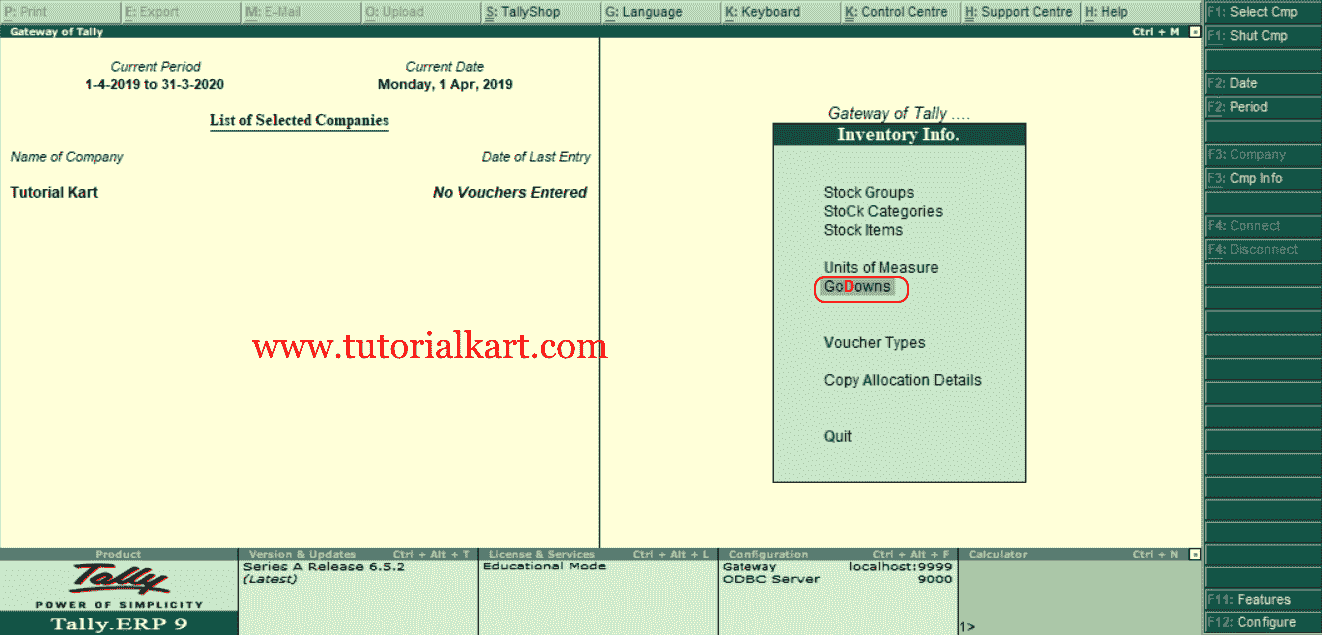 P: Print E: Export M: E-Mail O: Upload S: TallyShop G: Language K: Keyboard K: Control Centre H: Support Centre H: Help
Gateway of Tally Ctrl + M
Current Period Current Date
1-4-2019 to 31-3-2020 Monday, 1 Apr, 2019
List of Selected Companies
Name of Company Date of Last Entry
Tutorial Kart No Vouchers Entered
www.tutorialkart.com
Gateway of Tally ....
Inventory Info.
Stock Groups
StoCk Categories
Stock Items
Units of Measure
GoDowns
Voucher Types
Copy Allocation Details
Quit
F1: Select Cmp
F1: Shut Cmp
F2: Date
F2: Period
F3: Company
F3: Cmp Info
F4: Connect
F4: Disconnect
F11: Features
F12: Configure
Product
Tally
POWER OF SIMPLICITY
Tally.ERP 9
Version & Updates Ctrl + Alt + T
Series A Release 6.5.2
(Latest)
License & Services Ctrl + Alt + L
Educational Mode
Configuration Ctrl + Alt + F
Gateway localhost:9999
ODBC Server 9000
Calculator Ctrl + N
1>